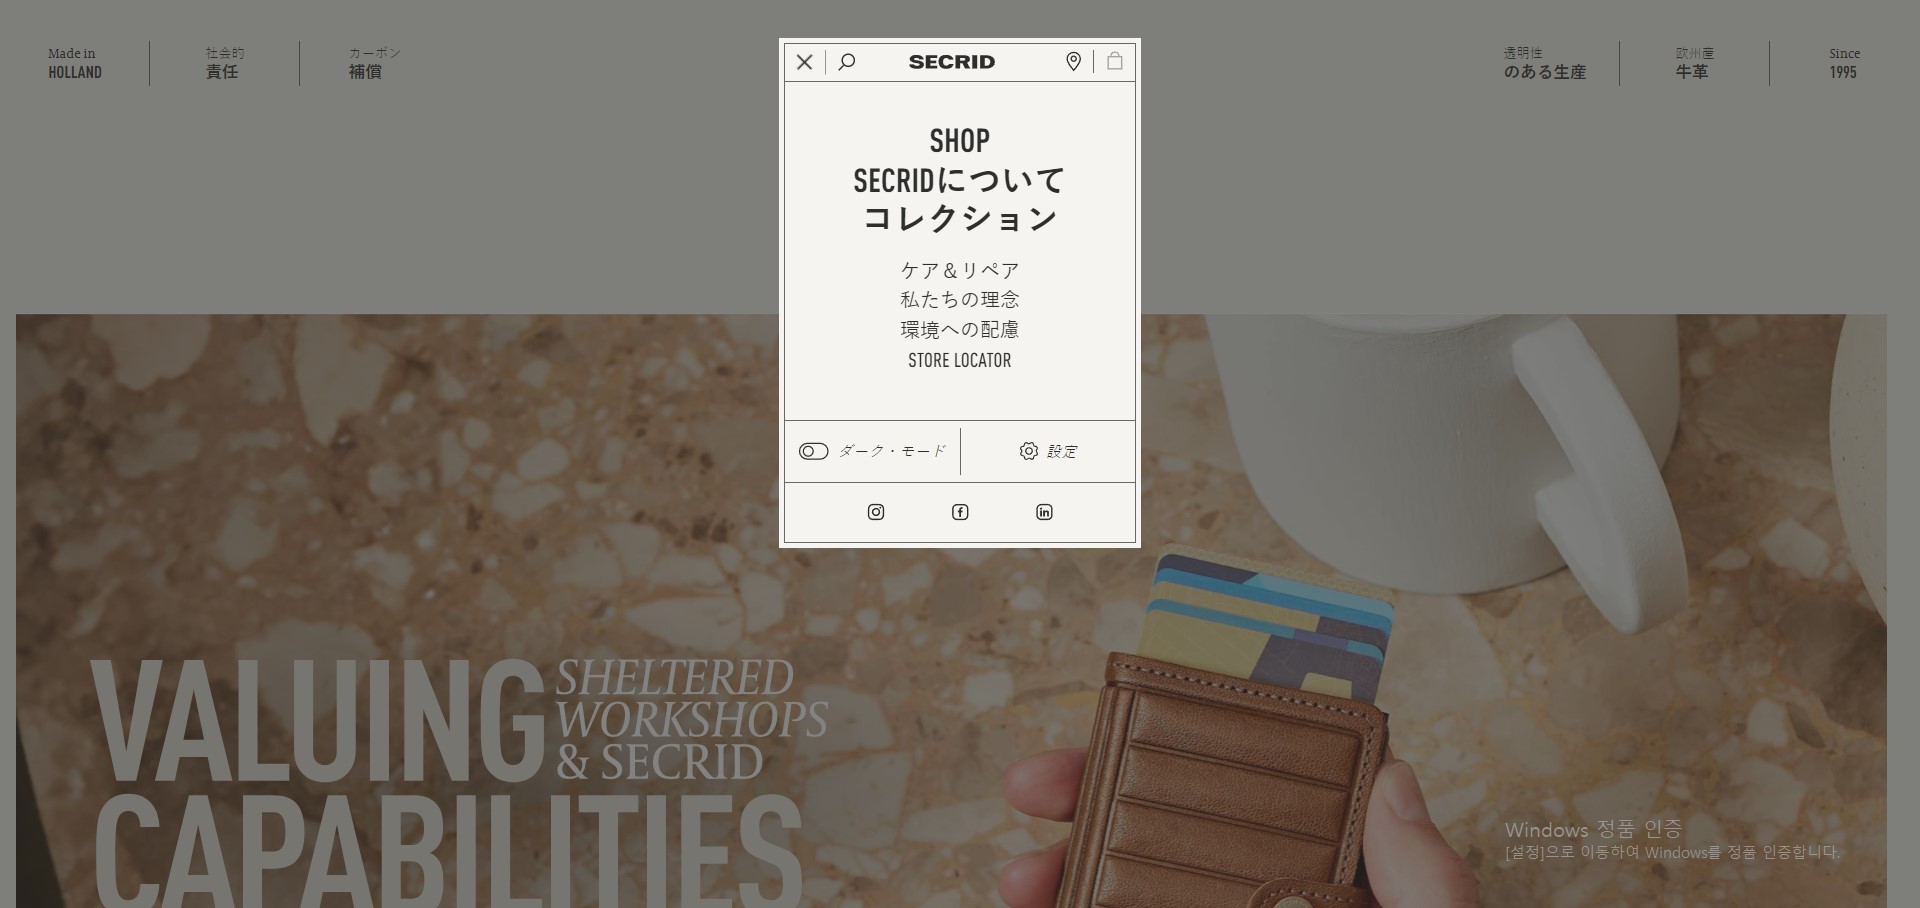 Made in
HOLLAND
社会的
責任
カーボン
補償
SECRID
透明性
のある生産
欧州産
牛革
Since
1995
SHOP
SECRIDについて
コレクション
ケア＆リペア
私たちの理念
環境への配慮
STORE LOCATOR
ダーク・モード
設定
VALUING SHELTERED
WORKSHOPS
& SECRID
CAPABILITIES
Windows 정품 인증
[설정]으로 이동하여 Windows를 정품 인증합니다.